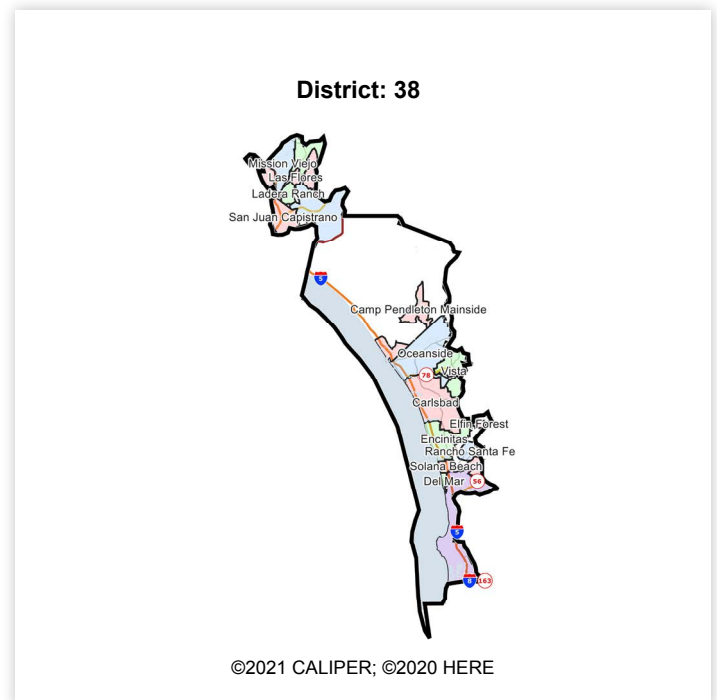 District: 38
Mission Viejo
Las Flores
Ladera Ranch
San Juan Capistrano
5
Camp Pendleton Mainside
Oceanside
Vista
78
Carlsbad
Elfin Forest
Encinitas
Rancho Santa Fe
Solana Beach
Del Mar
56
5
8
163
©2021 CALIPER; ©2020 HERE